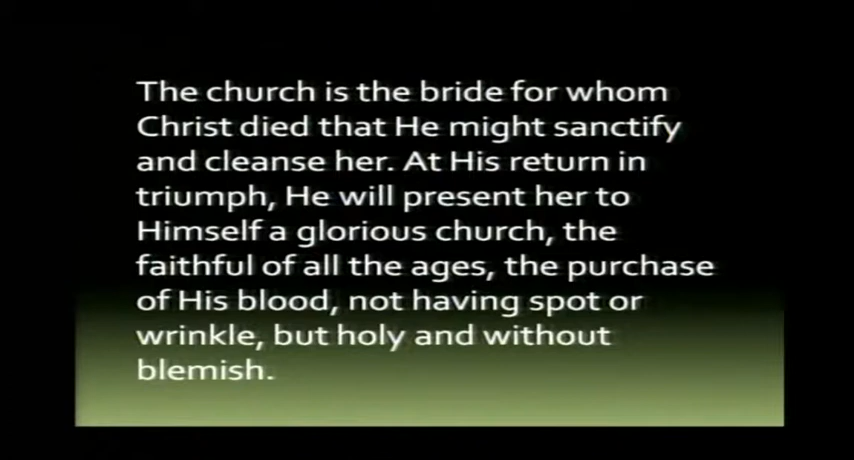 The church is the bride for whom
Christ died that He might sanctify
and cleanse her. At His return in
triumph, He will present her to
Himself a glorious church, the
faithful of all the ages, the purchase
of His blood, not having spot or
wrinkle, but holy and without
blemish.